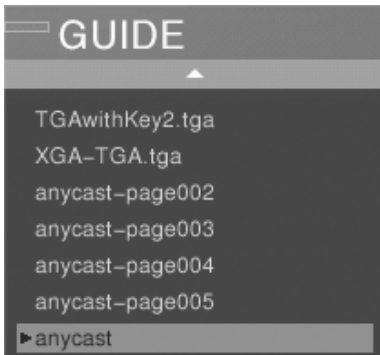 GUIDE
TGAwithKey2.tga
XGA-TGA.tga
anycast-page002
anycast-page003
anycast-page004
anycast-page005
anycast